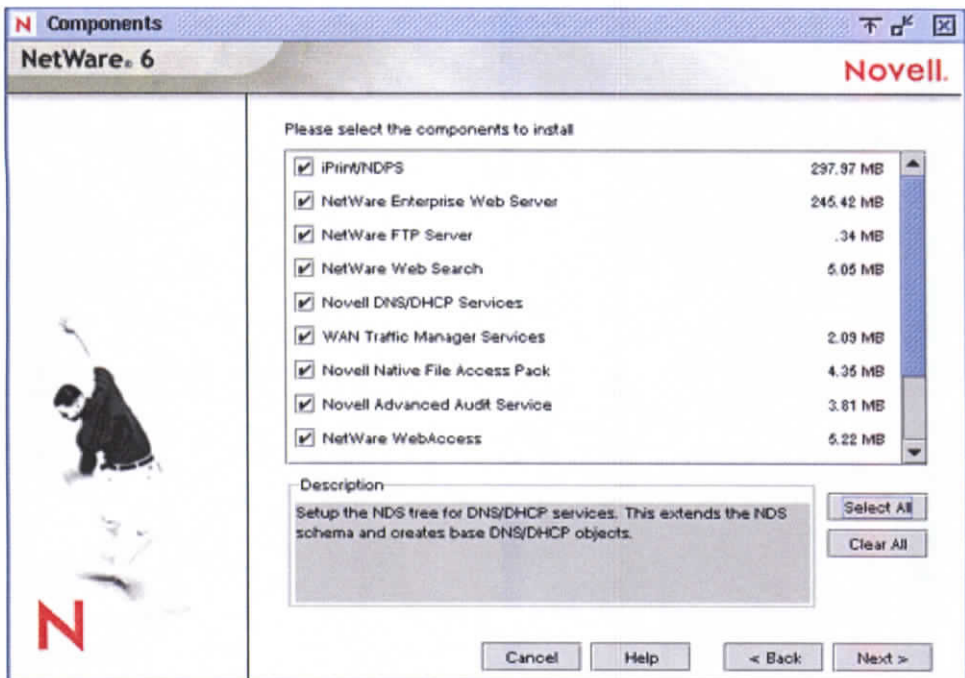 N Components
NetWare® 6
Novell®
Please select the components to install
iPrint/NDPS 297.97 MB
NetWare Enterprise Web Server 245.42 MB
NetWare FTP Server .34 MB
NetWare Web Search 5.05 MB
Novell DNS/DHCP Services
WAN Traffic Manager Services 2.09 MB
Novell Native File Access Pack 4.35 MB
Novell Advanced Audit Service 3.81 MB
NetWare WebAccess 5.22 MB
Description
Setup the NDS tree for DNS/DHCP services. This extends the NDS
schema and creates base DNS/DHCP objects.
Select All
Clear All
N
Cancel Help < Back Next >